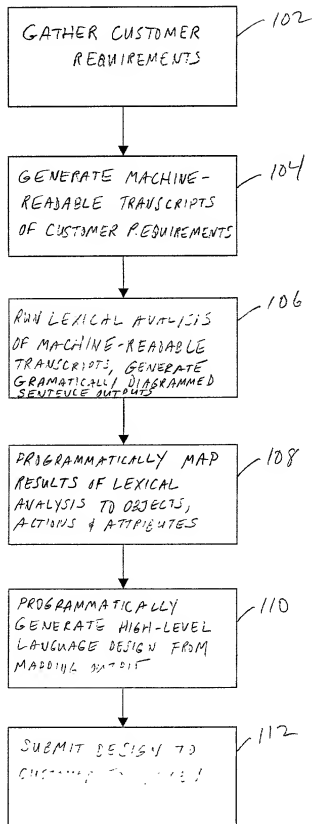 GATHER CUSTOMER
REQUIREMENTS
102
GENERATE MACHINE-
READABLE TRANSCRIPTS
OF CUSTOMER REQUIREMENTS
104
RUN LEXICAL ANALYSIS
OF MACHINE-READABLE
TRANSCRIPTS, GENERATE
GRAMATICALLY DIAGRAMMED
SENTENCE OUTPUTS
106
PROGRAMMATICALLY MAP
RESULTS OF LEXICAL
ANALYSIS TO OBJECTS,
ACTIONS & ATTRIBUTES
108
PROGRAMMATICALLY
GENERATE HIGH-LEVEL
LANGUAGE DESIGN FROM
MAPPING OUTPUT
110
SUBMIT DESIGN TO
112